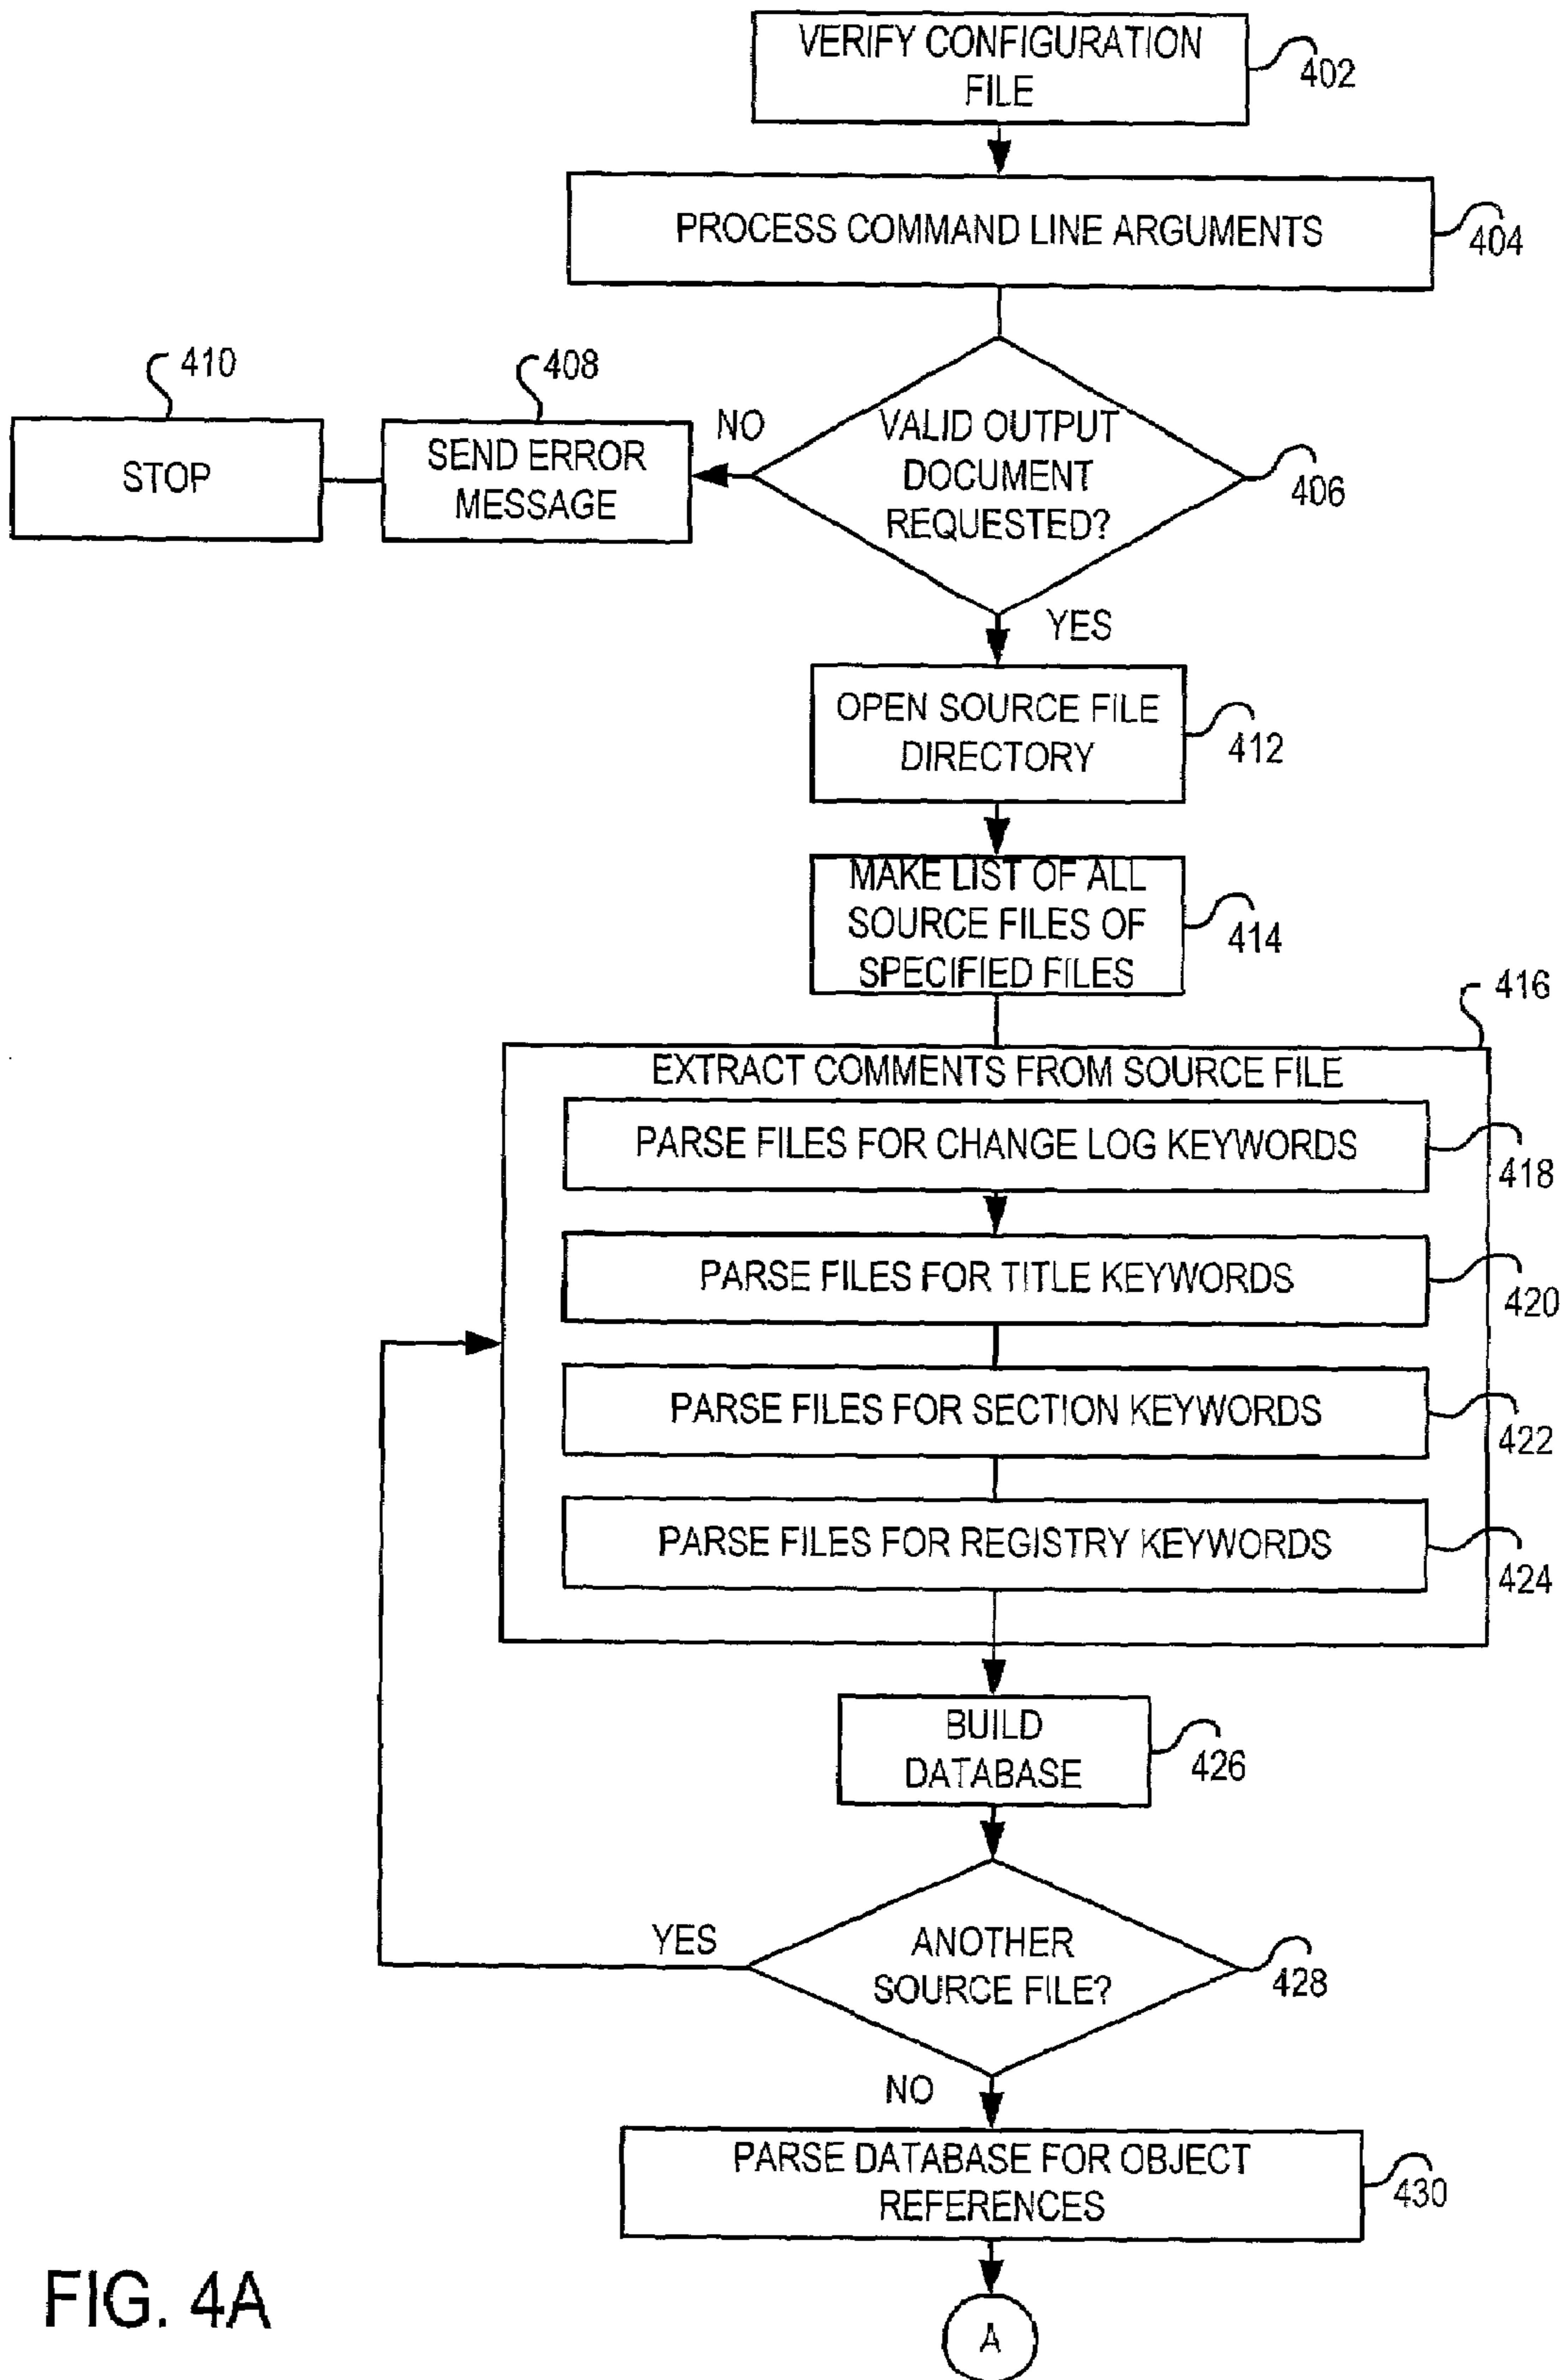 VERIFY CONFIGURATION
FILE
402
PROCESS COMMAND LINE ARGUMENTS
404
410
408
STOP
SEND ERROR
MESSAGE
NO
VALID OUTPUT
DOCUMENT
REQUESTED?
406
YES
OPEN SOURCE FILE
DIRECTORY
412
MAKE LIST OF ALL
SOURCE FILES OF
SPECIFIED FILES
414
416
EXTRACT COMMENTS FROM SOURCE FILE
PARSE FILES FOR CHANGE LOG KEYWORDS
418
PARSE FILES FOR TITLE KEYWORDS
420
PARSE FILES FOR SECTION KEYWORDS
422
PARSE FILES FOR REGISTRY KEYWORDS
424
BUILD
DATABASE
426
YES
ANOTHER
SOURCE FILE?
428
NO
PARSE DATABASE FOR OBJECT
REFERENCES
430
A
FIG. 4A